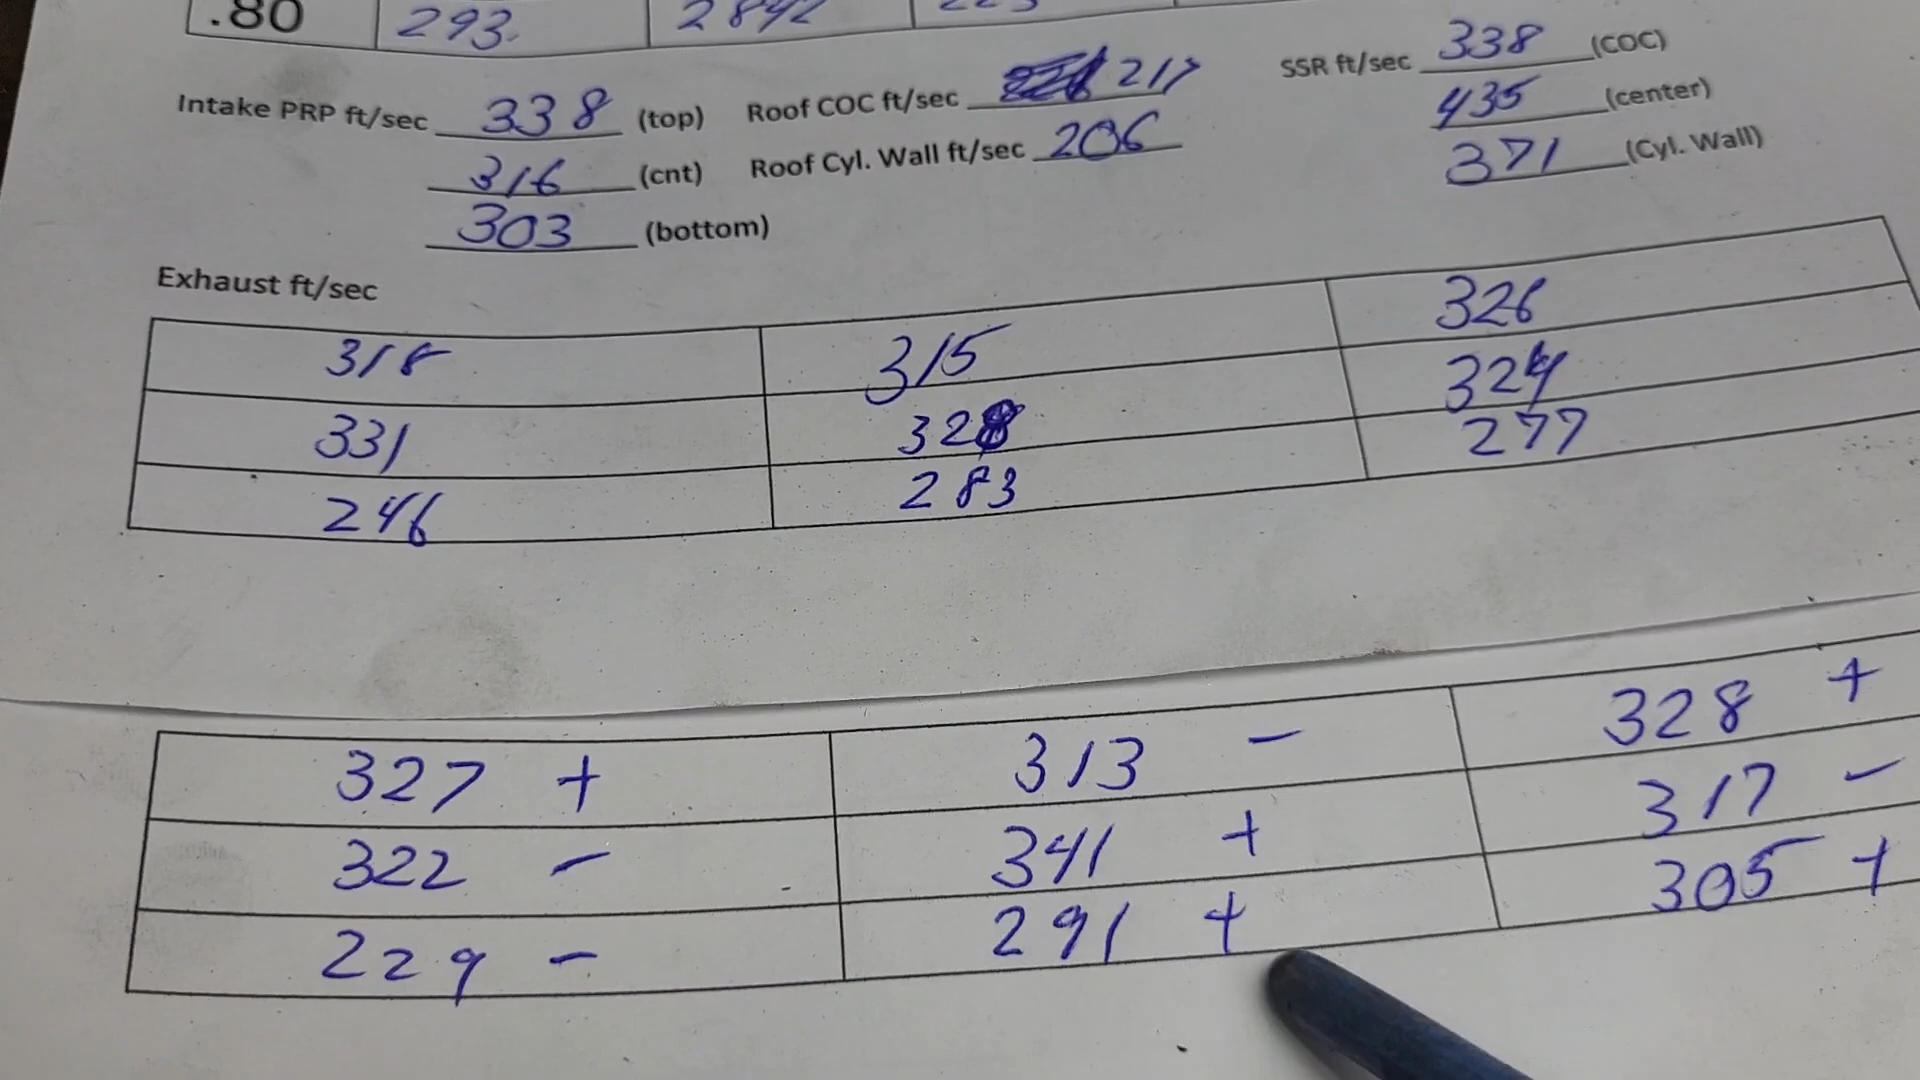 .80 293.
Intake PRP ft/sec 338 (top) Roof COC ft/sec 217 SSR ft/sec 338 (COC)
316 (cnt) Roof Cyl. Wall ft/sec 206 435 (center)
303 (bottom) 371 (Cyl. Wall)
Exhaust ft/sec
318 315 326
331 328 324
246 283 277
327 + 313 - 328 +
322 - 341 + 317 -
229 - 291 + 305 +